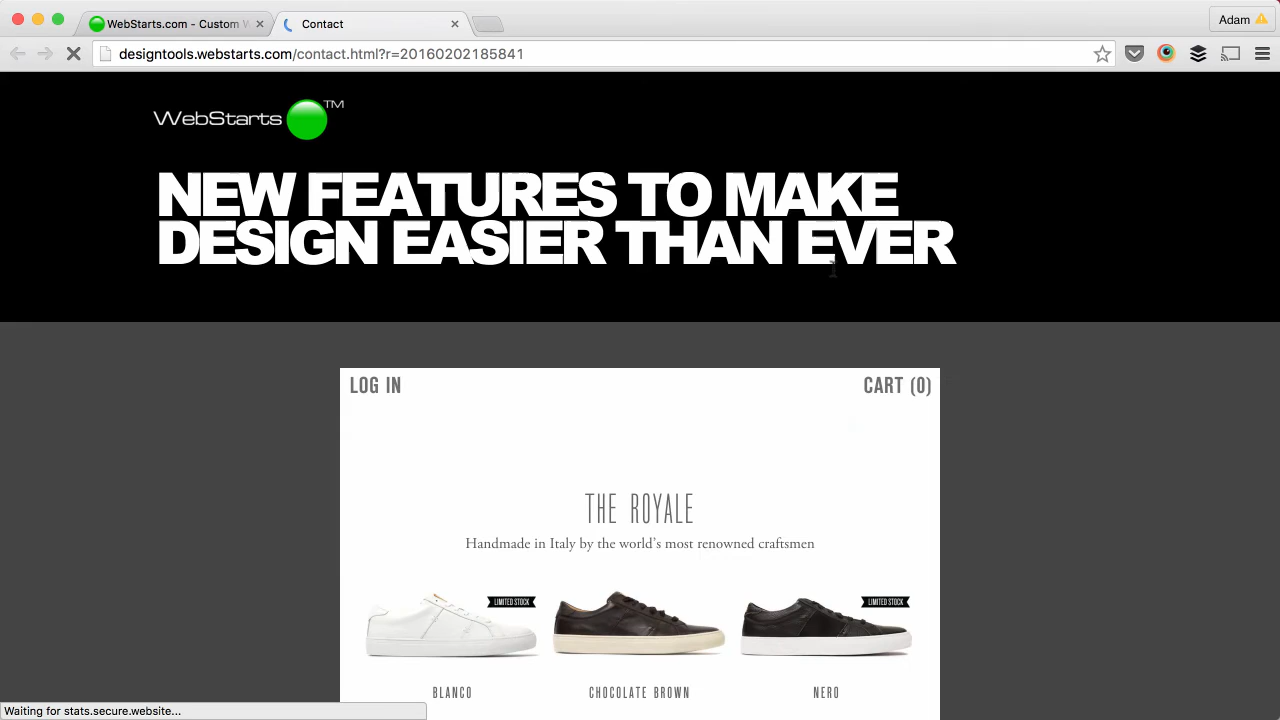 WebStarts.com - Custom W
Contact
Adam
designtools.webstarts.com/contact.html?r=20160202185841
WebStarts TM
NEW FEATURES TO MAKE
DESIGN EASIER THAN EVER
LOG IN
CART (0)
THE ROYALE
Handmade in Italy by the world's most renowned craftsmen
LIMITED STOCK
LIMITED STOCK
BLANCO
CHOCOLATE BROWN
NERO
Waiting for stats.secure.website...